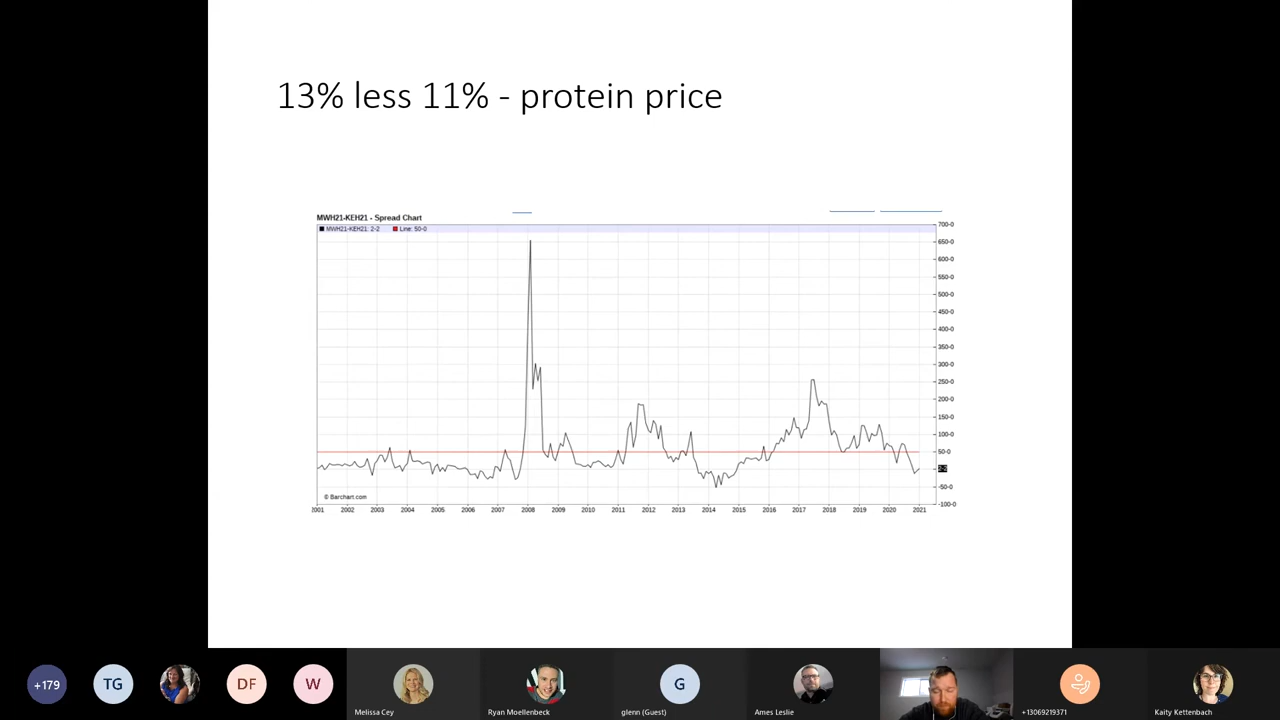 13% less 11% - protein price
MWH21-KEH21 - Spread Chart
MWH21-KEH21: 2-2 Line: 50-0
700-0
650-0
600-0
550-0
500-0
450-0
400-0
350-0
300-0
250-0
200-0
150-0
100-0
50-0
2-2
-50-0
-100-0
© Barchart.com
2001 2002 2003 2004 2005 2006 2007 2008 2009 2010 2011 2012 2013 2014 2015 2016 2017 2018 2019 2020 2021
+179 TG DF W G
Melissa Cey Ryan Moellenbeck glenn (Guest) Ames Leslie +13069219371 Kaity Kettenbach